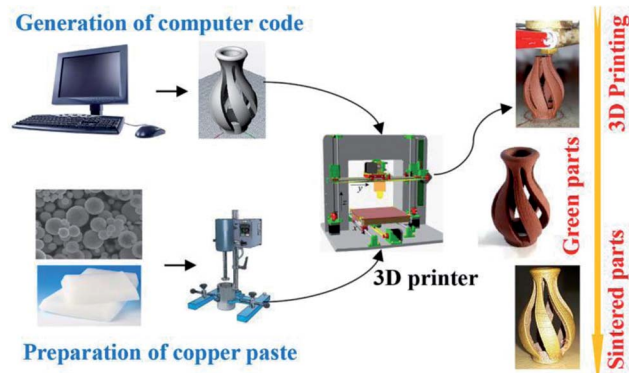 Generation of computer code
3D Printing
Green parts
y
z
x
3D printer
Sintered parts
Preparation of copper paste